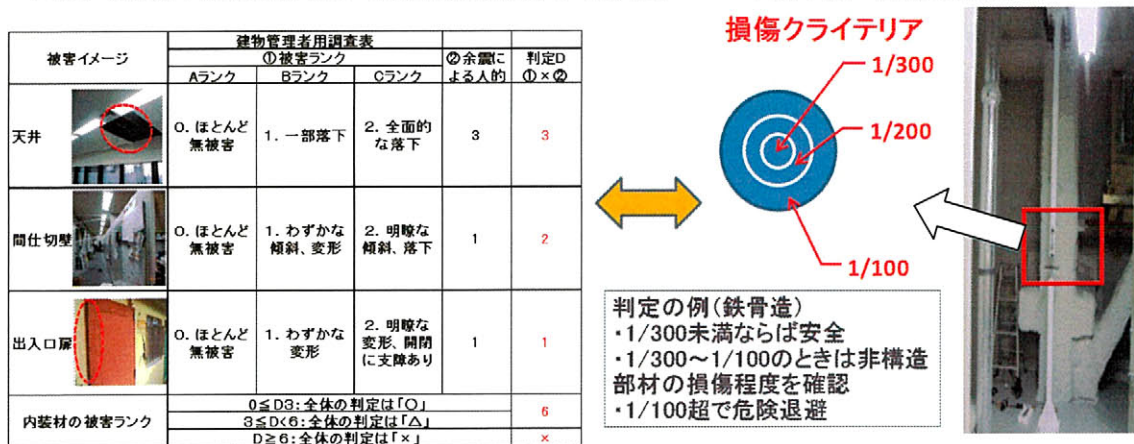 建物管理者用調査表
被害イメージ
①被害ランク
②余震による人的
判定D ①×②
Aランク
Bランク
Cランク
天井
0. ほとんど無被害
1. 一部落下
2. 全面的な落下
3
3
間仕切壁
0. ほとんど無被害
1. わずかな傾斜、変形
2. 明瞭な傾斜、落下
1
2
出入口扉
0. ほとんど無被害
1. わずかな変形
2. 明瞭な変形、開閉に支障あり
1
1
内装材の被害ランク
0≦D3:全体の判定は「○」
3≦D<6:全体の判定は「△」
D≧6:全体の判定は「×」
6
×
損傷クライテリア
1/300
1/200
1/100
判定の例(鉄骨造)
・1/300未満ならば安全
・1/300～1/100のときは非構造
部材の損傷程度を確認
・1/100超で危険退避